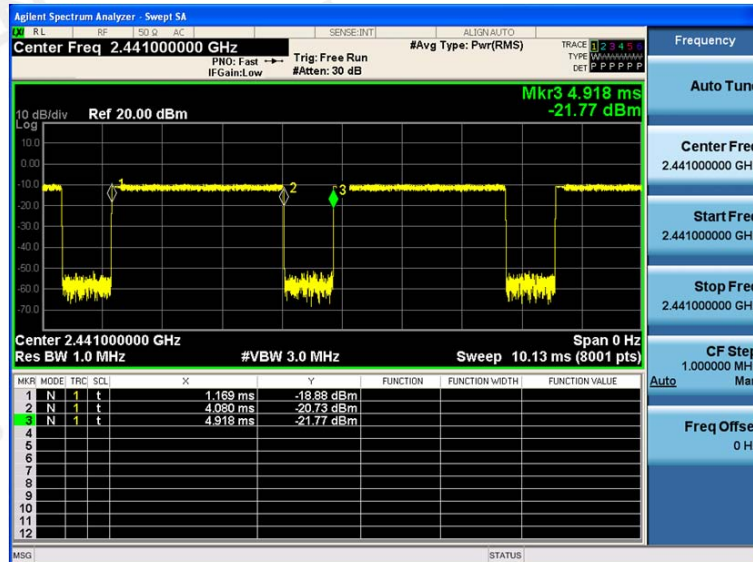 Agilent Spectrum Analyzer - Swept SA
RL RF 50 Ω AC SENSE:INT ALIGN AUTO
Center Freq 2.441000000 GHz
PNO: Fast
IFGain:Low
Trig: Free Run
#Atten: 30 dB
#Avg Type: Pwr(RMS)
TRACE 1 2 3 4 5 6
TYPE
DET P P P P P P
Frequency
Mkr3 4.918 ms
-21.77 dBm
10 dB/div Ref 20.00 dBm
Log
10.0
0.00
-10.0
-20.0
-30.0
-40.0
-50.0
-60.0
-70.0
1
2
3
Center 2.441000000 GHz Span 0 Hz
Res BW 1.0 MHz #VBW 3.0 MHz Sweep 10.13 ms (8001 pts)
MKR MODE TRC SCL X Y FUNCTION FUNCTION WIDTH FUNCTION VALUE
1 N 1 t 1.169 ms -18.88 dBm
2 N 1 t 4.080 ms -20.73 dBm
3 N 1 t 4.918 ms -21.77 dBm
4
5
6
7
8
9
10
11
12
MSG STATUS
Auto Tun
Center Fre
2.441000000 GH
Start Fre
2.441000000 GH
Stop Fre
2.441000000 GH
CF Step
1.000000 MH
Auto Ma
Freq Offse
0 H